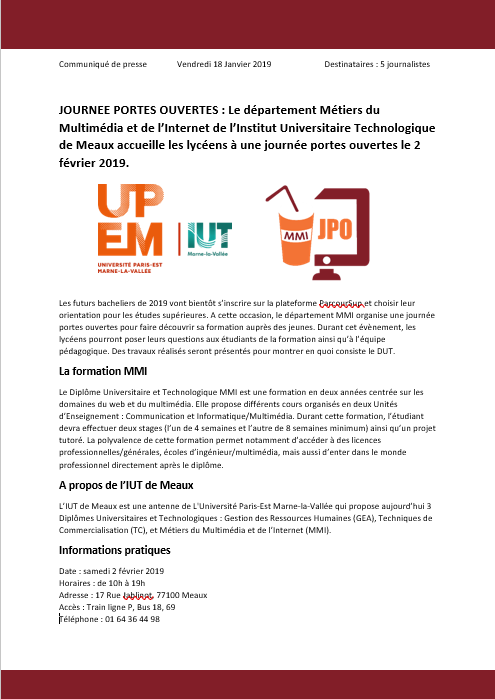 Communiqué de presse Vendredi 18 Janvier 2019 Destinataires : 5 journalistes
JOURNEE PORTES OUVERTES : Le département Métiers du
Multimédia et de l'Internet de l'Institut Universitaire Technologique
de Meaux accueille les lycéens à une journée portes ouvertes le 2
février 2019.
UP
EM
UNIVERSITÉ PARIS-EST
MARNE-LA-VALLÉE
IUT
Marne-la-Vallée
MMI
JPO
Les futurs bacheliers de 2019 vont bientôt s'inscrire sur la plateforme ParcourSup et choisir leur
orientation pour les études supérieures. A cette occasion, le département MMI organise une journée
portes ouvertes pour faire découvrir sa formation auprès des jeunes. Durant cet évènement, les
lycéens pourront poser leurs questions aux étudiants de la formation ainsi qu'à l'équipe
pédagogique. Des travaux réalisés seront présentés pour montrer en quoi consiste le DUT.
La formation MMI
Le Diplôme Universitaire et Technologique MMI est une formation en deux années centrée sur les
domaines du web et du multimédia. Elle propose différents cours organisés en deux Unités
d'Enseignement : Communication et Informatique/Multimédia. Durant cette formation, l'étudiant
devra effectuer deux stages (l'un de 4 semaines et l'autre de 8 semaines minimum) ainsi qu'un projet
tutoré. La polyvalence de cette formation permet notamment d'accéder à des licences
professionnelles/générales, écoles d'ingénieur/multimédia, mais aussi d'enter dans le monde
professionnel directement après le diplôme.
A propos de l'IUT de Meaux
L'IUT de Meaux est une antenne de L'Université Paris-Est Marne-la-Vallée qui propose aujourd'hui 3
Diplômes Universitaires et Technologiques : Gestion des Ressources Humaines (GEA), Techniques de
Commercialisation (TC), et Métiers du Multimédia et de l'Internet (MMI).
Informations pratiques
Date : samedi 2 février 2019
Horaires : de 10h à 19h
Adresse : 17 Rue Jablinot, 77100 Meaux
Accès : Train ligne P, Bus 18, 69
Téléphone : 01 64 36 44 98